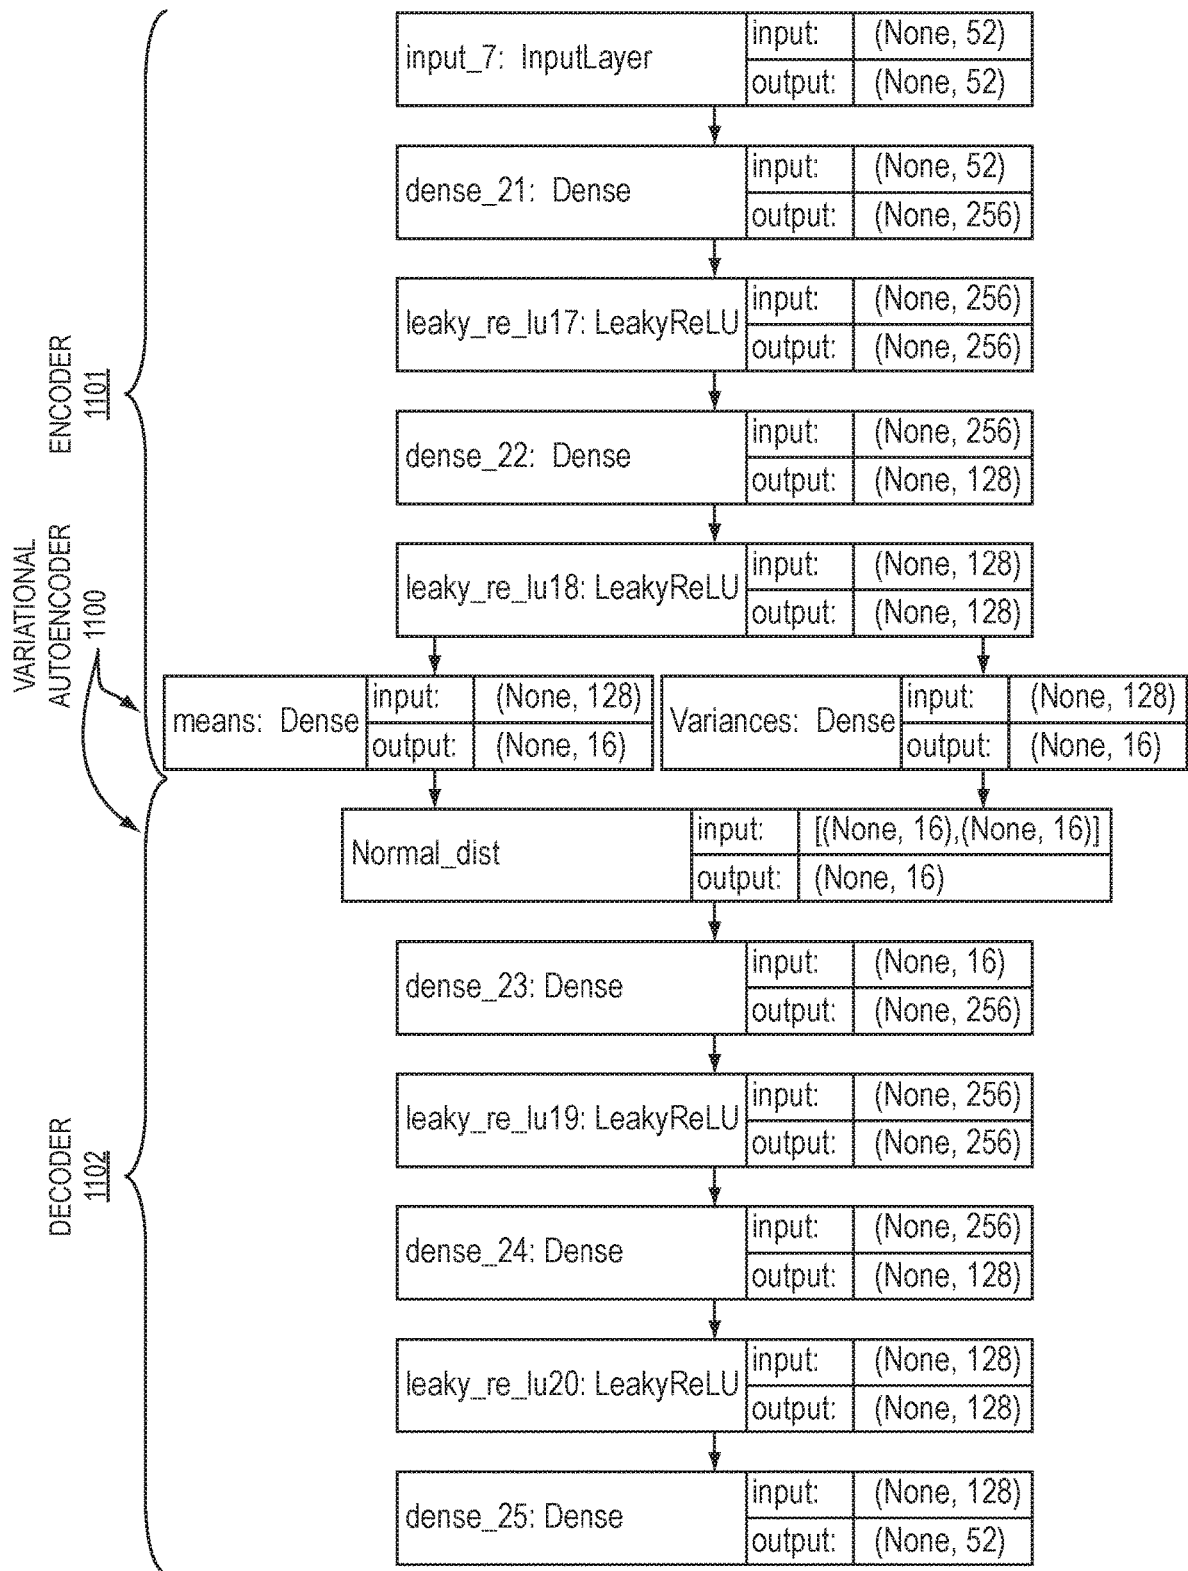 input_7: InputLayer
input: (None, 52)
output: (None, 52)
dense_21: Dense
input: (None, 52)
output: (None, 256)
leaky_re_lu17: LeakyReLU
input: (None, 256)
output: (None, 256)
ENCODER
1101
dense_22: Dense
input: (None, 256)
output: (None, 128)
leaky_re_lu18: LeakyReLU
input: (None, 128)
output: (None, 128)
VARIATIONAL
AUTOENCODER
1100
means: Dense
input: (None, 128)
output: (None, 16)
Variances: Dense
input: (None, 128)
output: (None, 16)
Normal_dist
input: [(None, 16),(None, 16)]
output: (None, 16)
dense_23: Dense
input: (None, 16)
output: (None, 256)
leaky_re_lu19: LeakyReLU
input: (None, 256)
output: (None, 256)
DECODER
1102
dense_24: Dense
input: (None, 256)
output: (None, 128)
leaky_re_lu20: LeakyReLU
input: (None, 128)
output: (None, 128)
dense_25: Dense
input: (None, 128)
output: (None, 52)